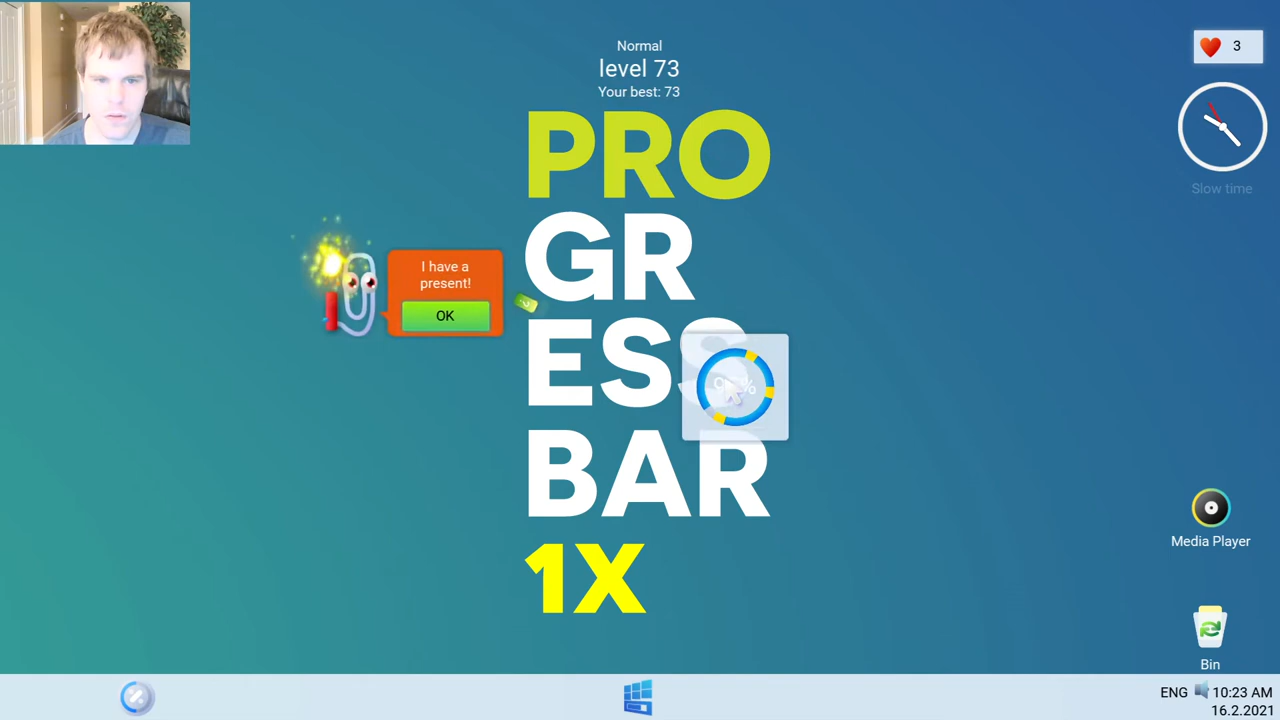 Normal
level 73
Your best: 73
3
Slow time
PRO
GR
ESS
BAR
1X
I have a
present!
OK
Media Player
Bin
ENG 10:23 AM
16.2.2021